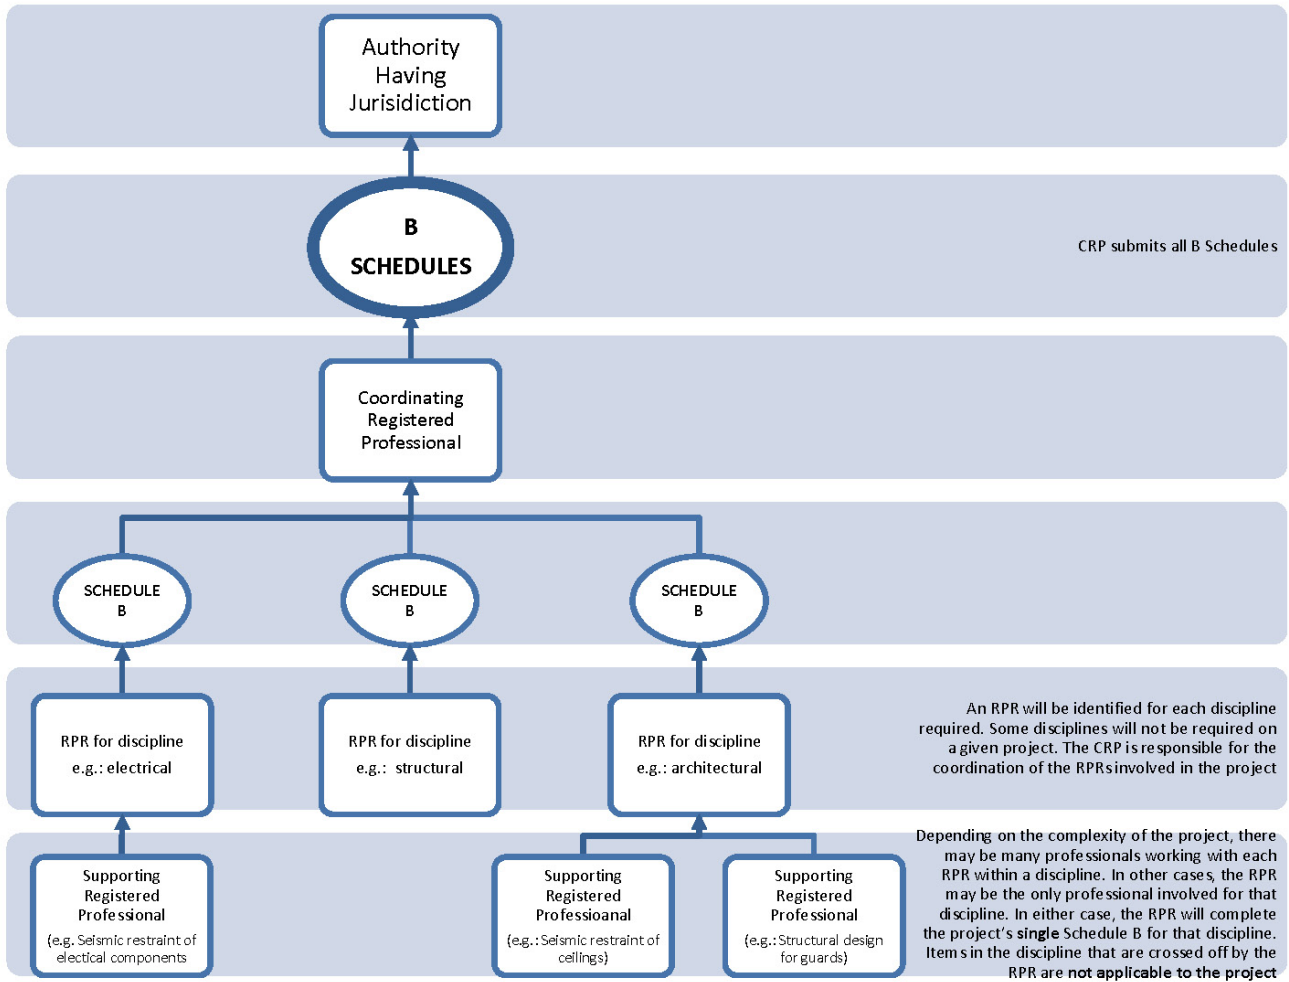 Authority
Having
Jurisidiction
B
SCHEDULES
CRP submits all B Schedules
Coordinating
Registered
Professional
SCHEDULE
B
SCHEDULE
B
SCHEDULE
B
RPR for discipline
e.g.: electrical
RPR for discipline
e.g.: structural
RPR for discipline
e.g.: architectural
An RPR will be identified for each discipline
required. Some disciplines will not be required on
a given project. The CRP is responsible for the
coordination of the RPRs involved in the project
Supporting
Registered
Professional
(e.g. Seismic restraint of
electical components
Supporting
Registered
Professioanal
(e.g.: Seismic restraint of
ceilings)
Supporting
Registered
Professional
(e.g.: Structural design
for guards)
Depending on the complexity of the project, there
may be many professionals working with each
RPR within a discipline. In other cases, the RPR
may be the only professional involved for that
discipline. In either case, the RPR will complete
the project's single Schedule B for that discipline.
Items in the discipline that are crossed off by the
RPR are not applicable to the project